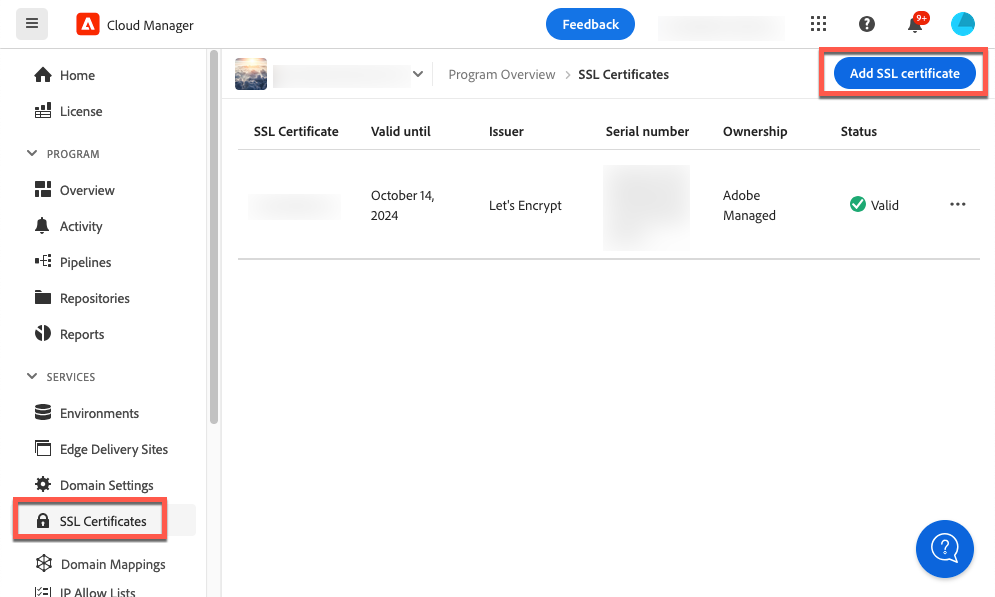 Cloud Manager
Feedback
9+
Home
License
PROGRAM
Overview
Activity
Pipelines
Repositories
Reports
SERVICES
Environments
Edge Delivery Sites
Domain Settings
SSL Certificates
Domain Mappings
IP Allow Lists
Program Overview > SSL Certificates
Add SSL certificate
SSL Certificate Valid until Issuer Serial number Ownership Status
October 14,
2024
Let's Encrypt
Adobe
Managed
Valid